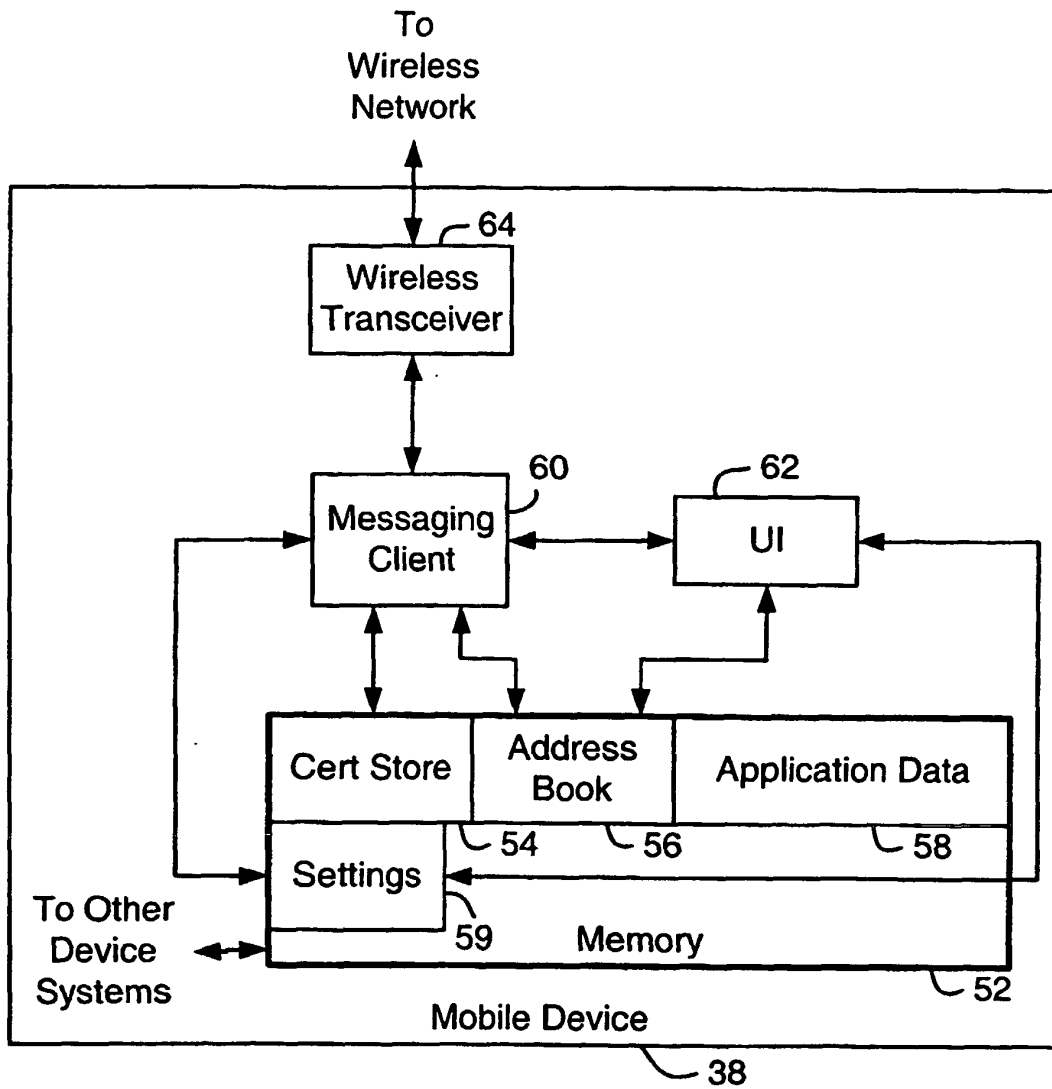 To
Wireless
Network
64
Wireless
Transceiver
60
Messaging
Client
62
UI
Cert Store
Address
Book
Application Data
54
56
58
Settings
59
To Other
Device
Systems
Memory
52
Mobile Device
38